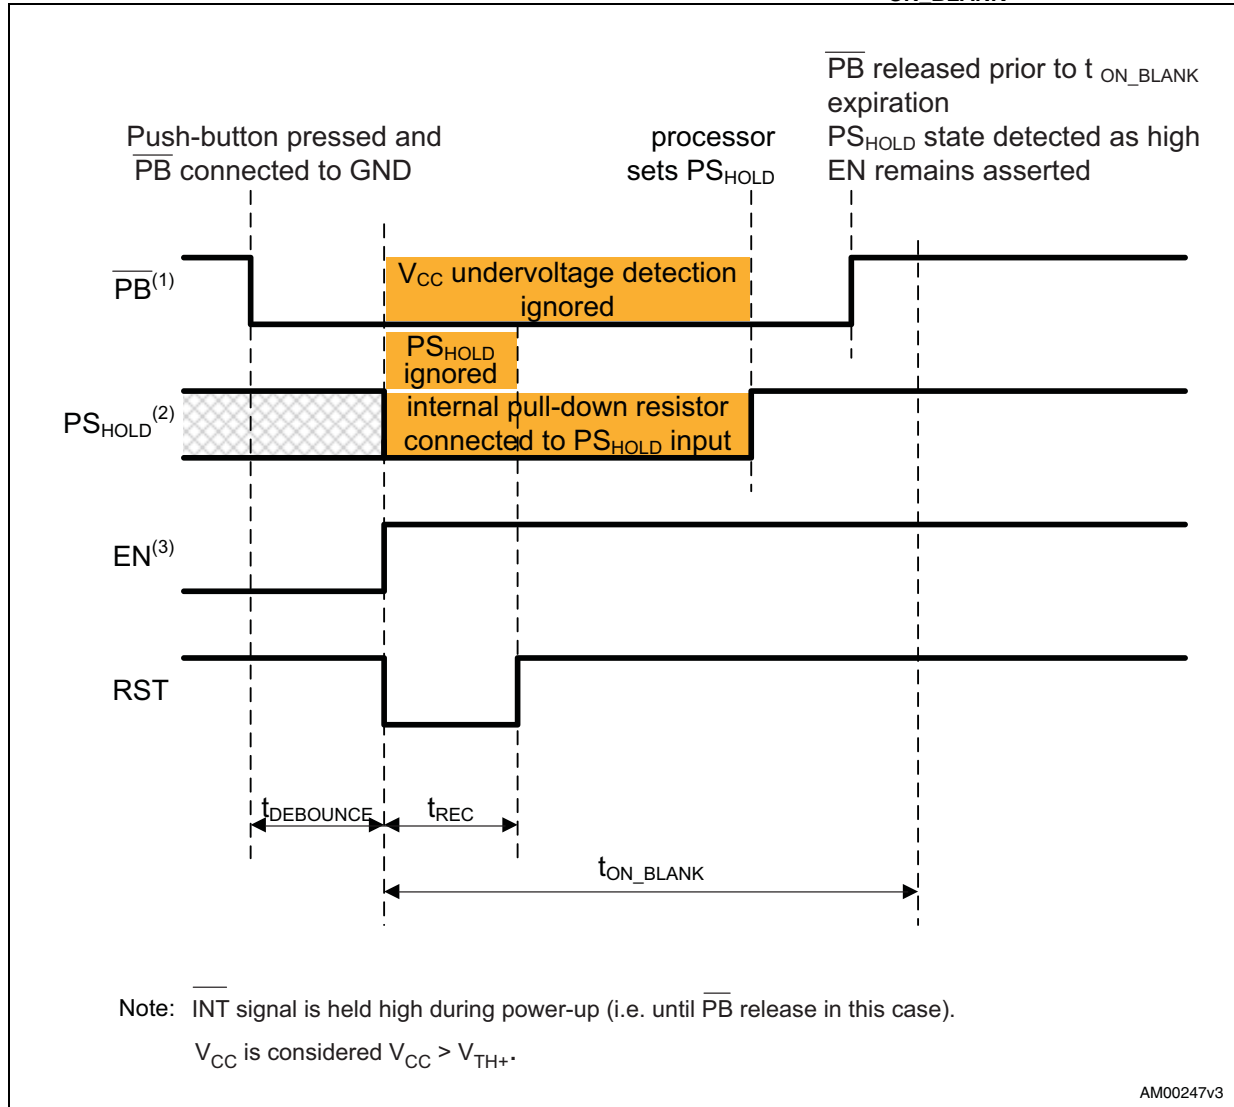 PB released prior to t ON_BLANK
expiration
Push-button pressed and
PB connected to GND
processor
sets PSHOLD
PSHOLD state detected as high
EN remains asserted
PB(1)
VCC undervoltage detection
ignored
PSHOLD
ignored
PSHOLD(2)
internal pull-down resistor
connected to PSHOLD input
EN(3)
RST
tDEBOUNCE
tREC
tON_BLANK
Note: INT signal is held high during power-up (i.e. until PB release in this case).
VCC is considered VCC > VTH+.
AM00247v3